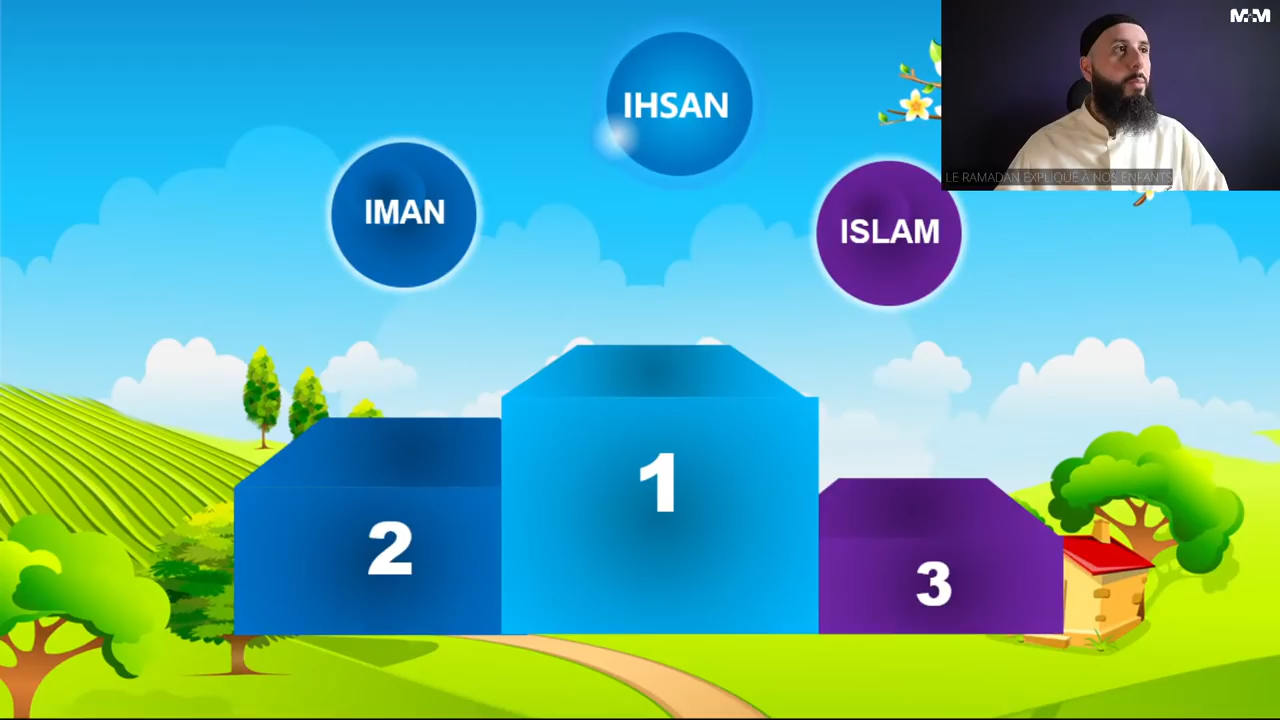 M+M
IHSAN
IMAN
ISLAM
LE RAMADAN EXPLIQUÉ À NOS ENFANTS
1
2
3